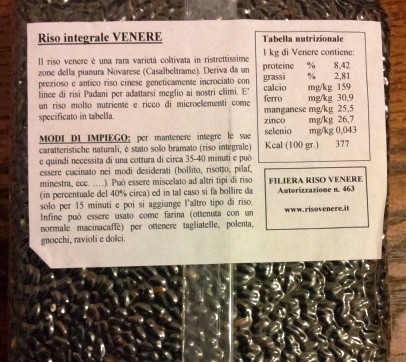 Riso integrale VENERE
Il riso venere è una rara varietà coltivata in ristrettissime
zone della pianura Novarese (Casalbeltrame). Deriva da un
prezioso e antico riso cinese geneticamente incrociato con
linee di risi Padani per adattarsi meglio ai nostri climi. E'
un riso molto nutriente e ricco di microelementi come
specificato in tabella.
MODI DI IMPIEGO: per mantenere integre le sue
caratteristiche naturali, è stato solo bramato (riso integrale)
e quindi necessita di una cottura di circa 35-40 minuti e può
essere cucinato nei modi desiderati (bollito, risotto, pilaf,
minestra, ecc. ....). Può essere miscelato ad altri tipi di riso
(in percentuale del 40% circa) ed in tal caso si fa bollire da
solo per 15 minuti e poi si aggiunge l'altro tipo di riso.
Infine può essere usato come farina (ottenuta con un
normale macinacaffè) per ottenere tagliatelle, polenta,
gnocchi, ravioli e dolci.
Tabella nutrizionale
1 kg di Venere contiene:
proteine % 8,42
grassi % 2,81
calcio mg/kg 159
ferro mg/kg 30,9
manganese mg/kg 25,5
zinco mg/kg 26,7
selenio mg/kg 0,043
Kcal (100 gr.) 377
FILIERA RISO VENERE
Autorizzazione n. 463
www.risovenere.it